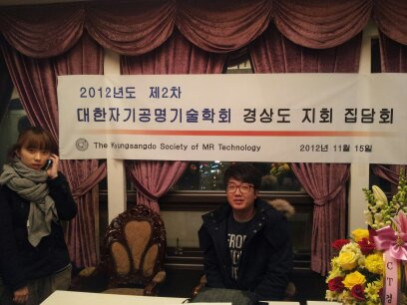 2012년도 제2차
대한자기공명기술학회 경상도 지회 집담회
The Kyungsangdo Society of MR Technology
2012년 11월 15일
CT